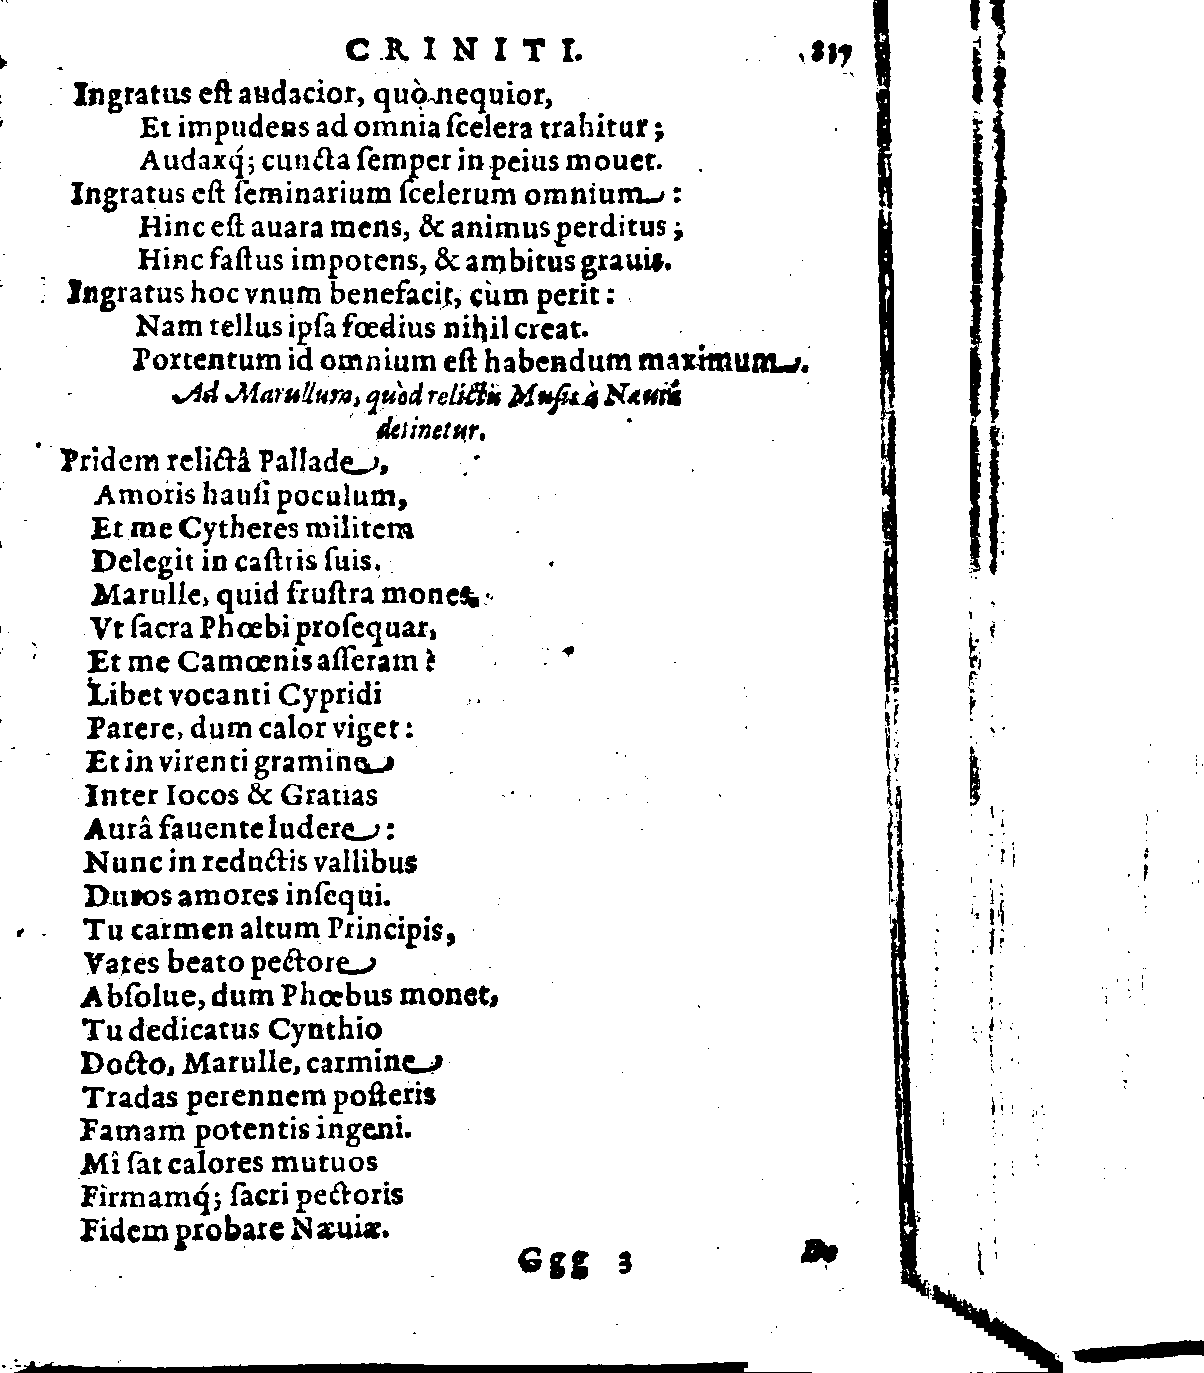 CRINITI. 837
Ingratus eſt audacior, quò nequior,
Et impudens ad omnia ſcelera trahitur;
Audaxq́; cuncta ſemper in peius mouet.
Ingratus eſt ſeminarium ſcelerum omnium:
Hinc eſt auara mens, & animus perditus;
Hinc faſtus impotens, & ambitus grauis.
Ingratus hoc vnum benefacit, cùm perit:
Nam tellus ipſa fœdius nihil creat.
Portentum id omnium eſt habendum maximum.
Ad Marullum, quòd relictis Muſis à Næuiâ
detinetur.
Pridem relictâ Pallade,
Amoris hauſi poculum,
Et me Cytheres militem
Delegit in caſtris ſuis.
Marulle, quid fruſtra mones,
Vt ſacra Phœbi proſequar,
Et me Camœnis aſſeram?
Libet vocanti Cypridi
Parere, dum calor viget:
Et in virenti gramine
Inter Iocos & Gratias
Aurâ fauente ludere:
Nunc in reductis vallibus
Duros amores inſequi.
Tu carmen altum Principis,
Vates beato pectore
Abſolue, dum Phœbus monet,
Tu dedicatus Cynthio
Docto, Marulle, carmine
Tradas perennem poſteris
Famam potentis ingeni.
Mî ſat calores mutuos
Firmamq́; ſacri pectoris
Fidem probare Næuiæ.
Ggg 3 De